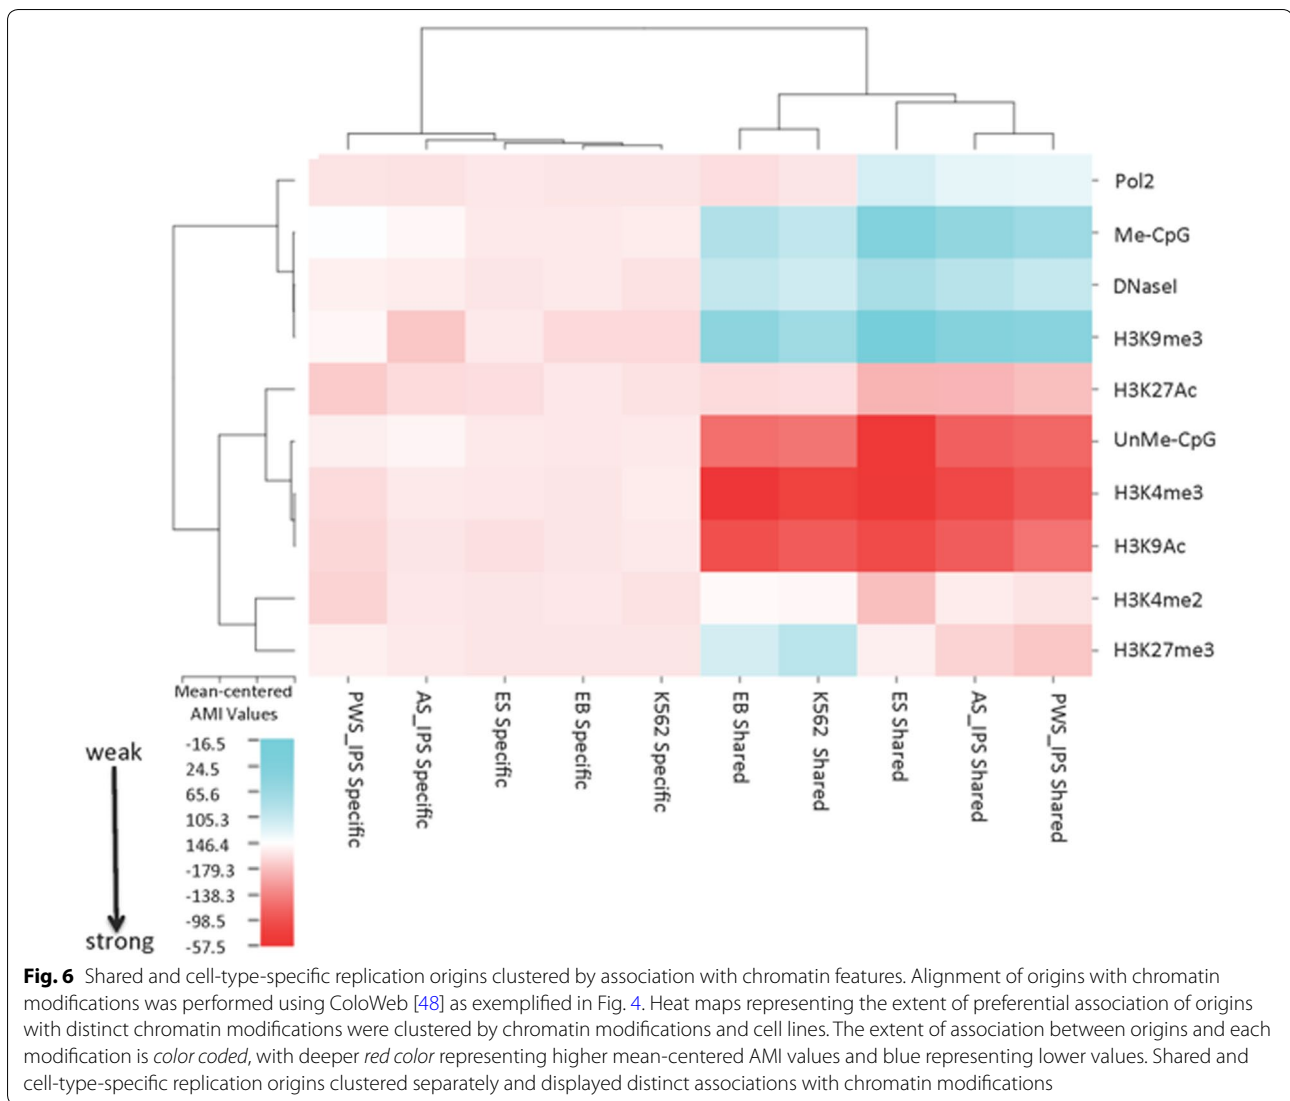 Pol2
Me-CpG
DNaseI
H3K9me3
H3K27Ac
UnMe-CpG
H3K4me3
H3K9Ac
H3K4me2
H3K27me3
PWS_IPS Specific
AS_IPS Specific
ES Specific
EB Specific
K562 Specific
EB Shared
K562 Shared
ES Shared
AS_IPS Shared
PWS_IPS Shared
Mean-centered
AMI Values
weak
strong
-16.5
24.5
65.6
105.3
146.4
-179.3
-138.3
-98.5
-57.5
Fig. 6 Shared and cell-type-specific replication origins clustered by association with chromatin features. Alignment of origins with chromatin
modifications was performed using ColoWeb [48] as exemplified in Fig. 4. Heat maps representing the extent of preferential association of origins
with distinct chromatin modifications were clustered by chromatin modifications and cell lines. The extent of association between origins and each
modification is color coded, with deeper red color representing higher mean-centered AMI values and blue representing lower values. Shared and
cell-type-specific replication origins clustered separately and displayed distinct associations with chromatin modifications